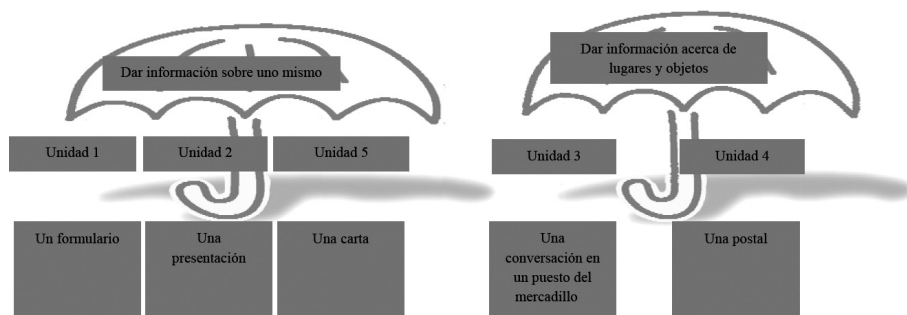 Dar información sobre uno mismo
Dar información acerca de
lugares y objetos
Unidad 1
Unidad 2
Unidad 5
Unidad 3
Unidad 4
Un formulario
Una
presentación
Una carta
Una
conversación en
un puesto del
mercadillo
Una postal